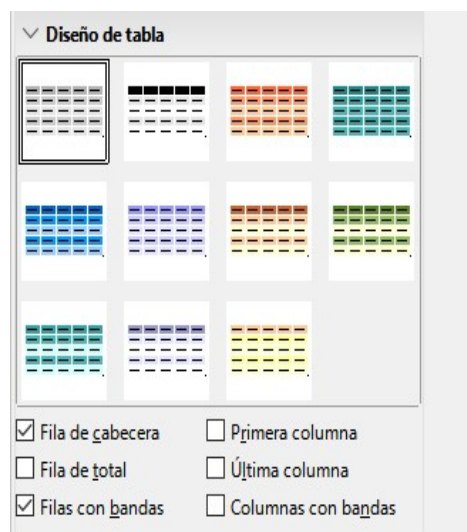 Diseño de tabla
Fila de cabecera
Primera columna
Fila de total
Última columna
Filas con bandas
Columnas con bandas